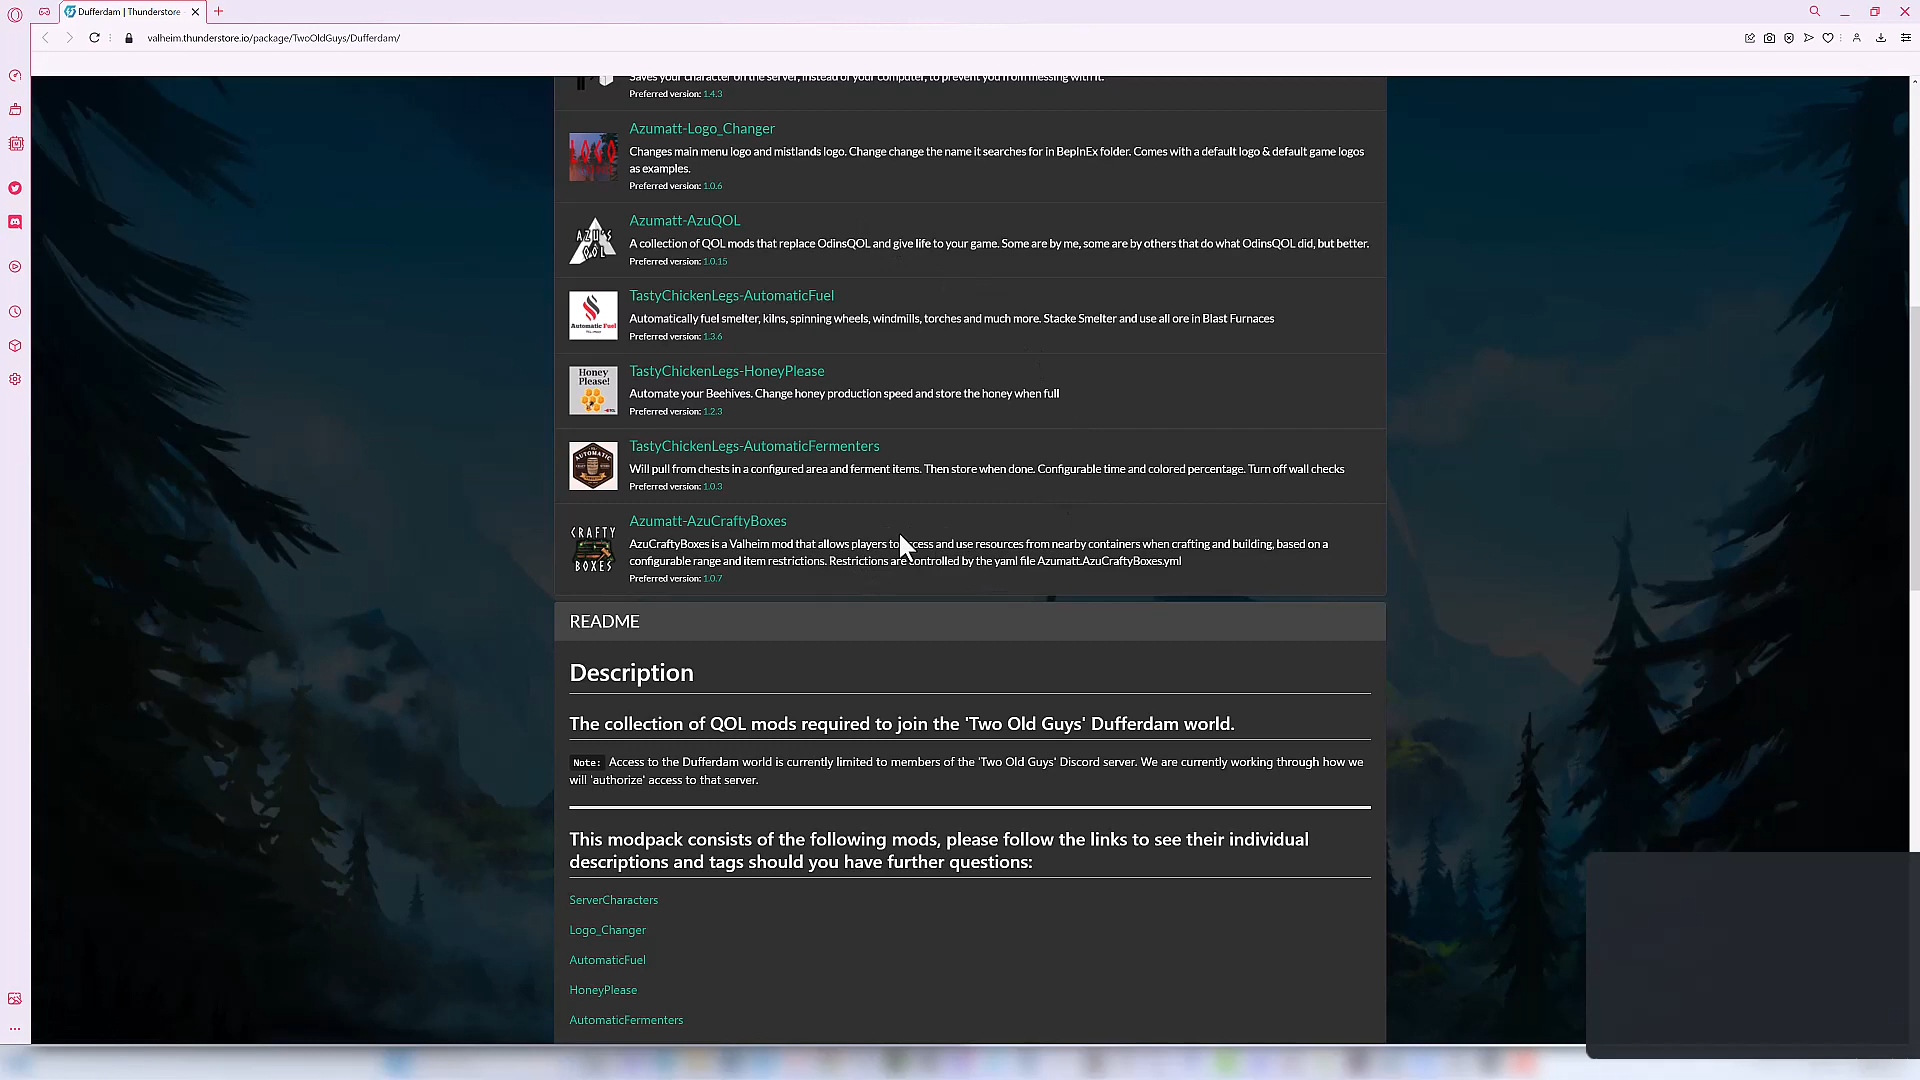 Dufferdam | Thunderstore
valheim.thunderstore.io/package/TwoOldGuys/Dufferdam/
Saves your character on the server, instead of your computer, to prevent you from messing with it.
Preferred version: 1.4.3
Azumatt-Logo_Changer
Changes main menu logo and mistlands logo. Change change the name it searches for in BepInEx folder. Comes with a default logo & default game logos
as examples.
Preferred version: 1.0.6
LOGO
Azumatt-AzuQOL
A collection of QOL mods that replace OdinsQOL and give life to your game. Some are by me, some are by others that do what OdinsQOL did, but better.
Preferred version: 1.0.15
AZU'S
QOL
TastyChickenLegs-AutomaticFuel
Automatically fuel smelter, kilns, spinning wheels, windmills, torches and much more. Stacke Smelter and use all ore in Blast Furnaces
Preferred version: 1.3.6
Automatic Fuel
TastyChickenLegs-HoneyPlease
Automate your Beehives. Change honey production speed and store the honey when full
Preferred version: 1.2.3
Honey
Please!
TastyChickenLegs-AutomaticFermenters
Will pull from chests in a configured area and ferment items. Then store when done. Configurable time and colored percentage. Turn off wall checks
Preferred version: 1.0.3
AUTOMATIC
Azumatt-AzuCraftyBoxes
AzuCraftyBoxes is a Valheim mod that allows players to access and use resources from nearby containers when crafting and building, based on a
configurable range and item restrictions. Restrictions are controlled by the yaml file Azumatt.AzuCraftyBoxes.yml
Preferred version: 1.0.7
CRAFTY
BOXES
README
Description
The collection of QOL mods required to join the 'Two Old Guys' Dufferdam world.
Note: Access to the Dufferdam world is currently limited to members of the 'Two Old Guys' Discord server. We are currently working through how we
will 'authorize' access to that server.
This modpack consists of the following mods, please follow the links to see their individual
descriptions and tags should you have further questions:
ServerCharacters
Logo_Changer
AutomaticFuel
HoneyPlease
AutomaticFermenters